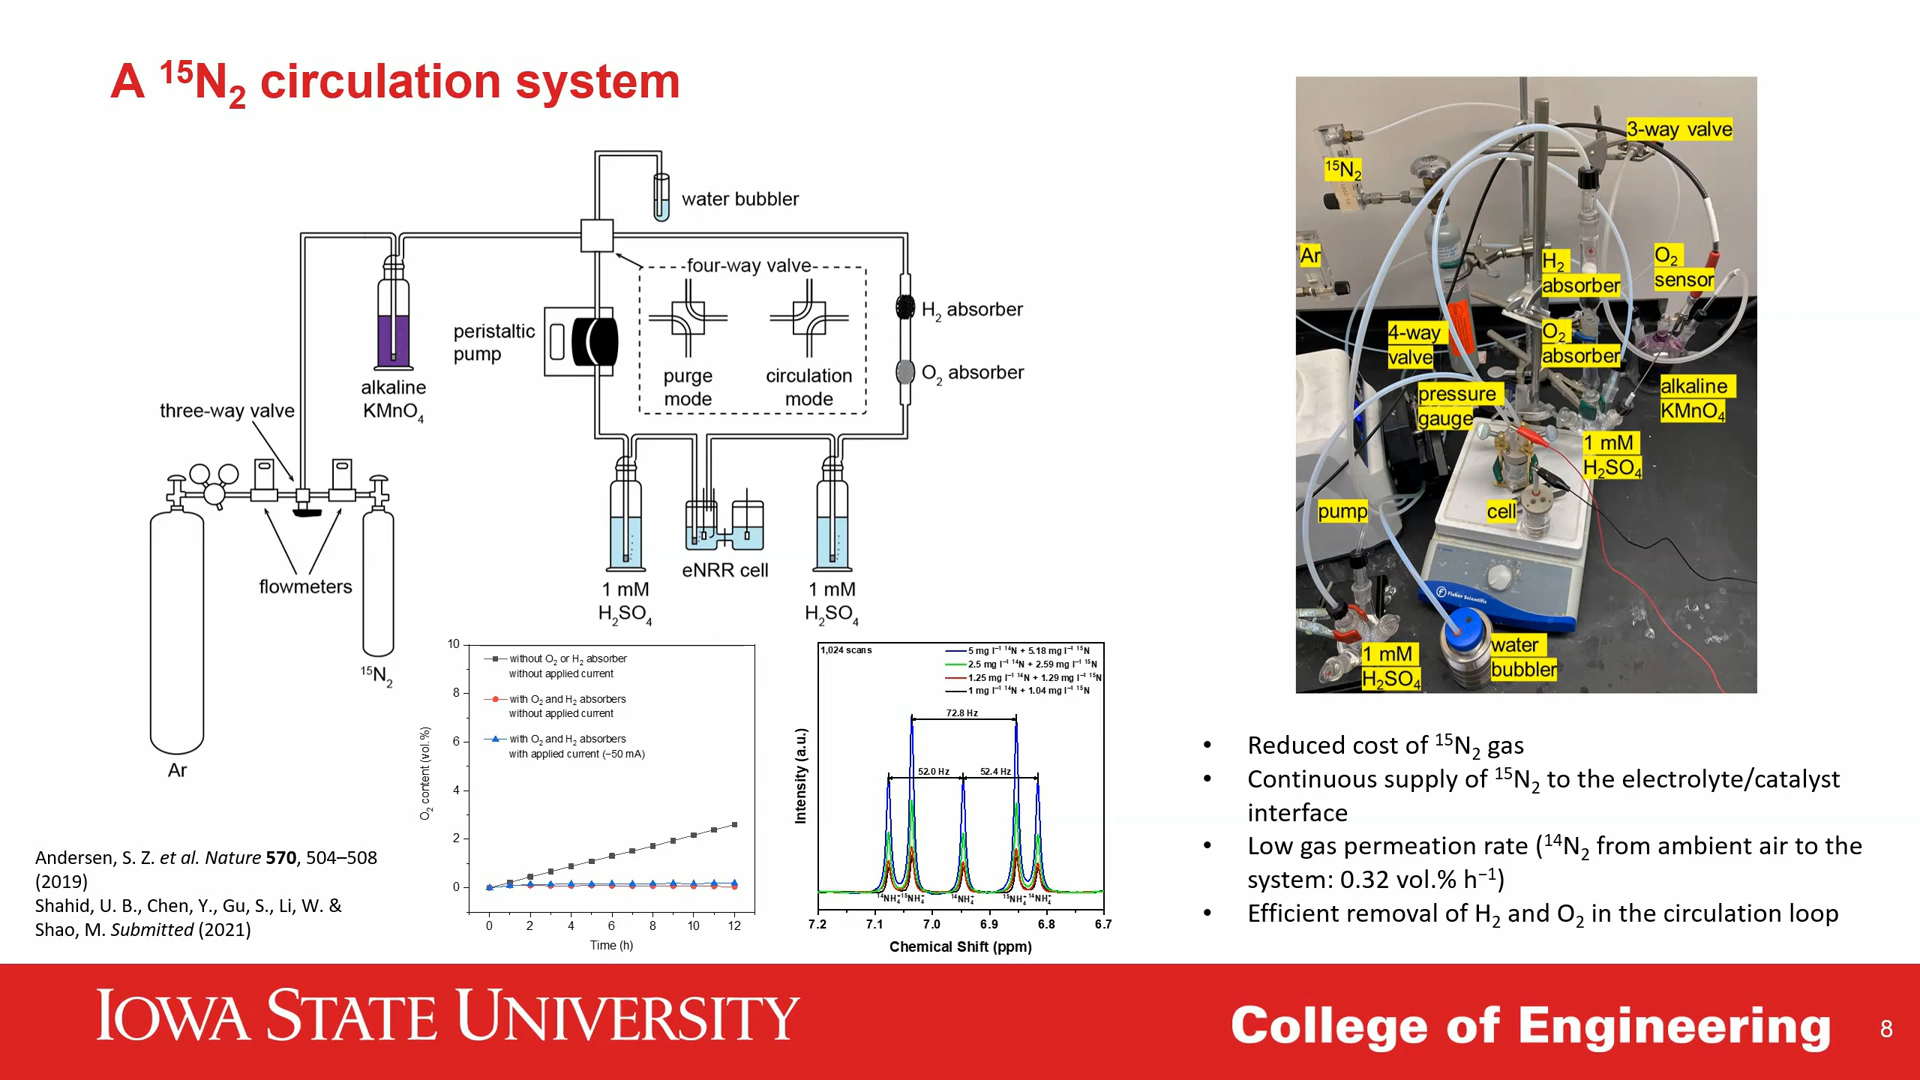 A ¹⁵N₂ circulation system
water bubbler
four-way valve
peristaltic
pump
purge
mode
circulation
mode
H₂ absorber
O₂ absorber
alkaline
KMnO₄
three-way valve
flowmeters
1 mM
H₂SO₄
eNRR cell
1 mM
H₂SO₄
¹⁵N₂
Ar
10
8
6
4
2
0
O₂ content (vol.%)
without O₂ or H₂ absorber
without applied current
with O₂ and H₂ absorbers
without applied current
with O₂ and H₂ absorbers
with applied current (−50 mA)
0 2 4 6 8 10 12
Time (h)
1,024 scans
5 mg l⁻¹ ¹⁴N + 5.18 mg l⁻¹ ¹⁵N
2.5 mg l⁻¹ ¹⁴N + 2.59 mg l⁻¹ ¹⁵N
1.25 mg l⁻¹ ¹⁴N + 1.29 mg l⁻¹ ¹⁵N
1 mg l⁻¹ ¹⁴N + 1.04 mg l⁻¹ ¹⁵N
72.8 Hz
52.0 Hz 52.4 Hz
Intensity (a.u.)
¹⁴NH₄⁺ ¹⁵NH₄⁺ ¹⁴NH₄⁺ ¹⁵NH₄⁺ ¹⁴NH₄⁺
7.2 7.1 7.0 6.9 6.8 6.7
Chemical Shift (ppm)
Andersen, S. Z. et al. Nature 570, 504–508
(2019)
Shahid, U. B., Chen, Y., Gu, S., Li, W. &
Shao, M. Submitted (2021)
3-way valve
¹⁵N₂
Ar
H₂
absorber
O₂
sensor
4-way
valve
O₂
absorber
pressure
gauge
alkaline
KMnO₄
1 mM
H₂SO₄
pump
cell
Fisher Scientific
water
bubbler
1 mM
H₂SO₄
• Reduced cost of ¹⁵N₂ gas
• Continuous supply of ¹⁵N₂ to the electrolyte/catalyst
interface
• Low gas permeation rate (¹⁴N₂ from ambient air to the
system: 0.32 vol.% h⁻¹)
• Efficient removal of H₂ and O₂ in the circulation loop
IOWA STATE UNIVERSITY
College of Engineering
8